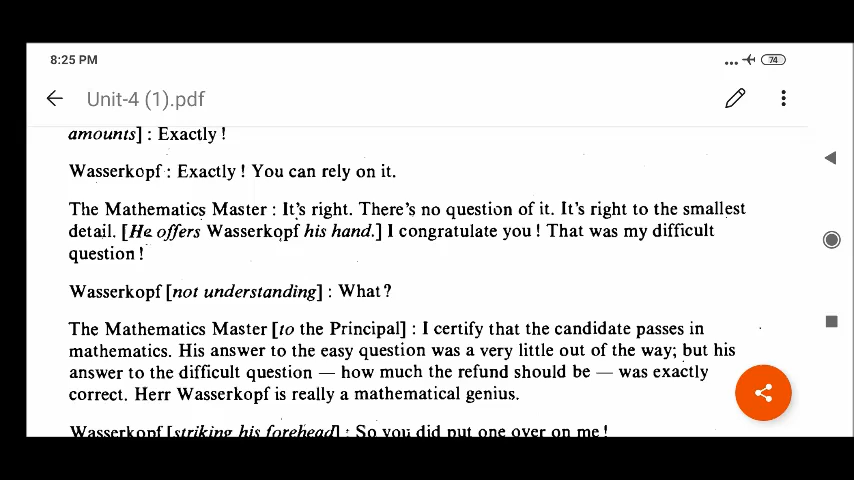 8:25 PM
74
Unit-4 (1).pdf
amounts] : Exactly !
Wasserkopf : Exactly ! You can rely on it.
The Mathematics Master : It's right. There's no question of it. It's right to the smallest
detail. [He offers Wasserkopf his hand.] I congratulate you ! That was my difficult
question !
Wasserkopf [not understanding] : What ?
The Mathematics Master [to the Principal] : I certify that the candidate passes in
mathematics. His answer to the easy question was a very little out of the way; but his
answer to the difficult question — how much the refund should be — was exactly
correct. Herr Wasserkopf is really a mathematical genius.
Wasserkopf [striking his forehead] : So you did put one over on me !